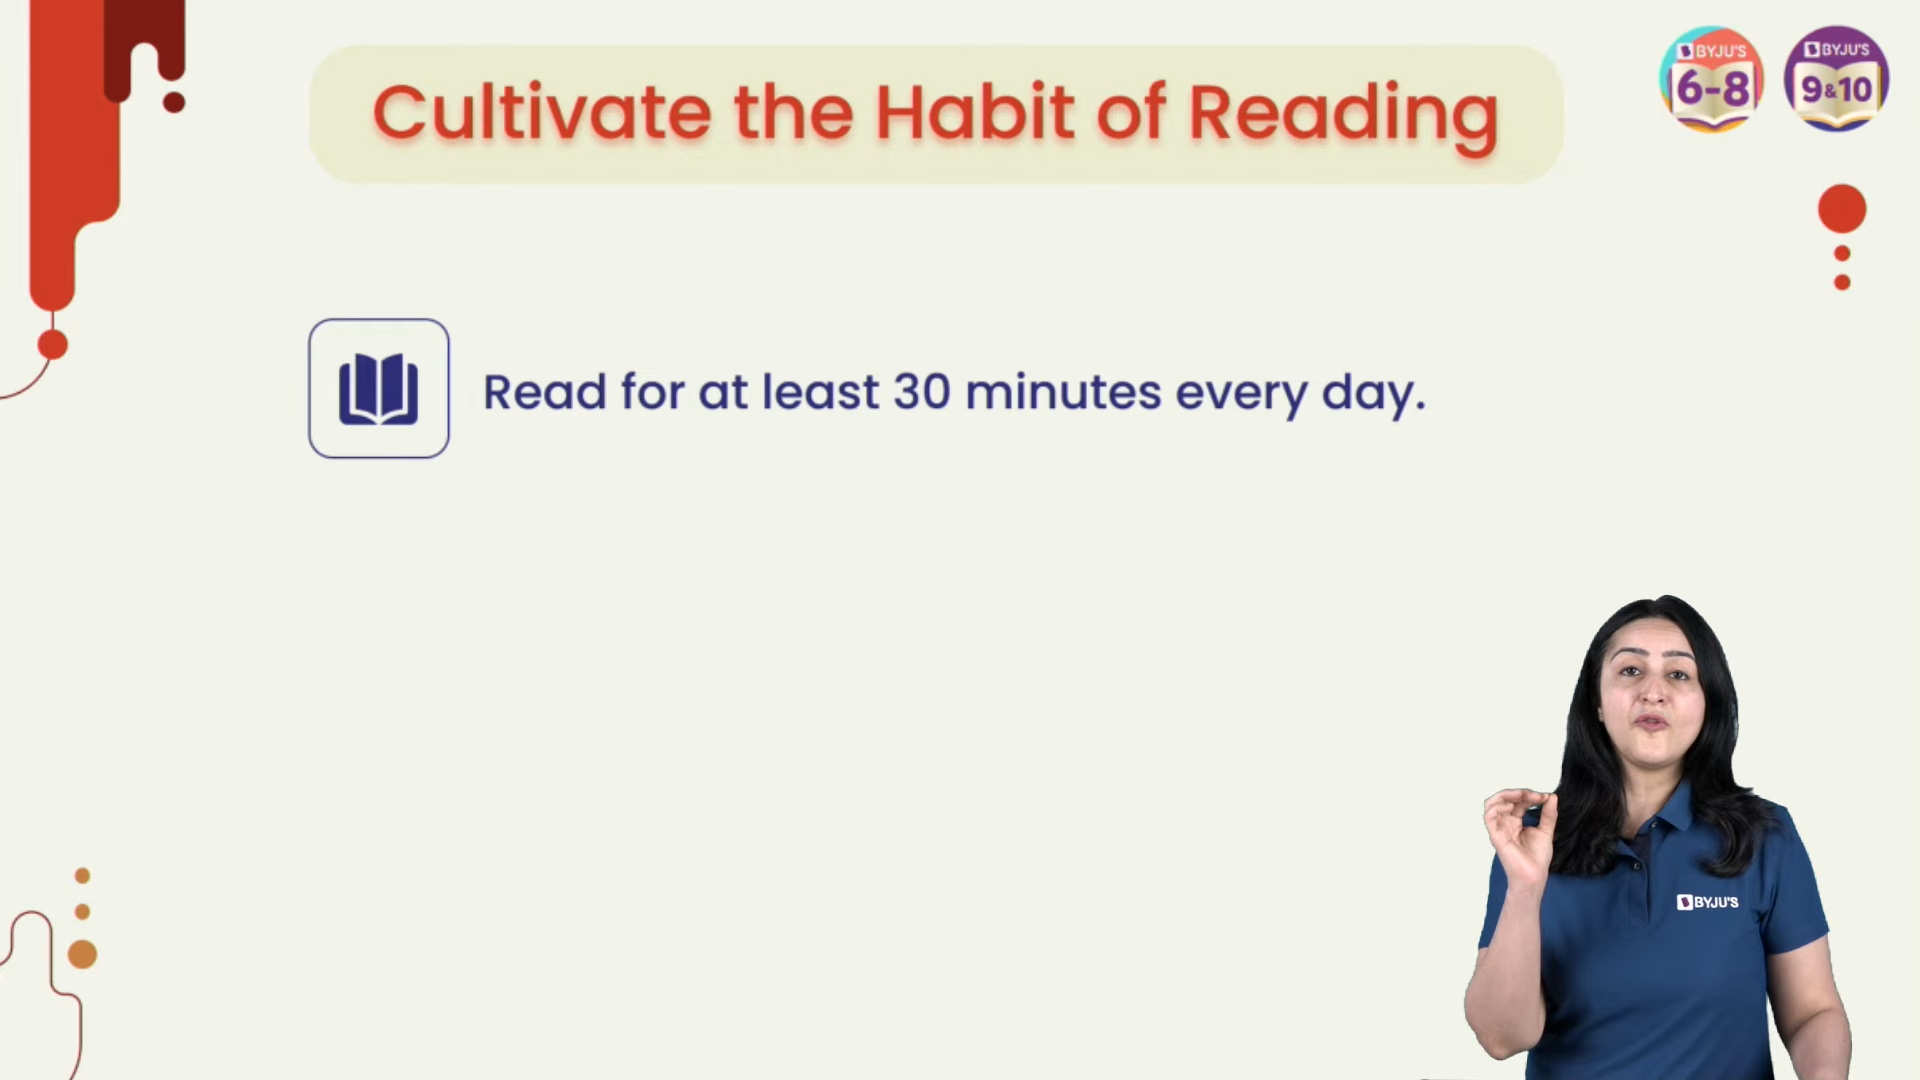 Cultivate the Habit of Reading
BYJU'S
6-8
BYJU'S
9&10
Read for at least 30 minutes every day.
BYJU'S